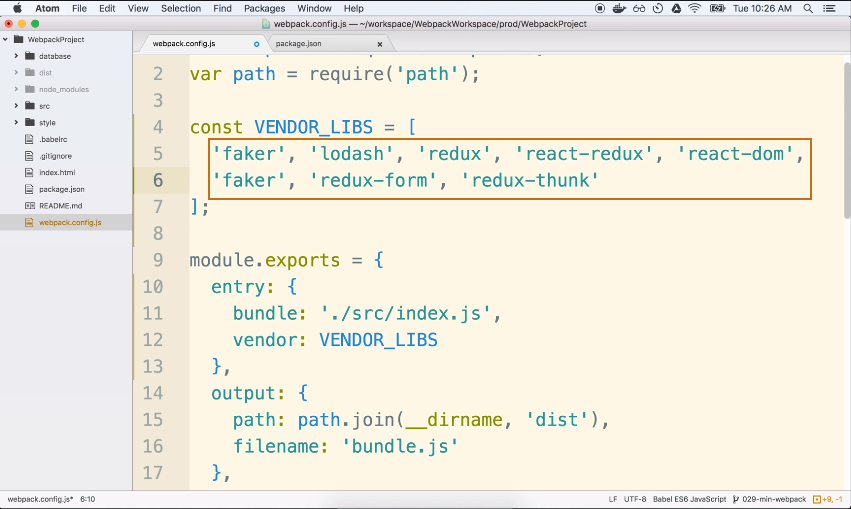 Atom File Edit View Selection Find Packages Window Help Tue 10:26 AM
webpack.config.js — ~/workspace/WebpackWorkspace/prod/WebpackProject
WebpackProject
database
dist
node_modules
src
style
.babelrc
.gitignore
index.html
package.json
README.md
webpack.config.js
webpack.config.js package.json
2 var path = require('path');
3
4 const VENDOR_LIBS = [
5 'faker', 'lodash', 'redux', 'react-redux', 'react-dom',
6 'faker', 'redux-form', 'redux-thunk'
7 ];
8
9 module.exports = {
10 entry: {
11 bundle: './src/index.js',
12 vendor: VENDOR_LIBS
13 },
14 output: {
15 path: path.join(__dirname, 'dist'),
16 filename: 'bundle.js'
17 },
webpack.config.js* 6:10 LF UTF-8 Babel ES6 JavaScript 029-min-webpack +9, -1